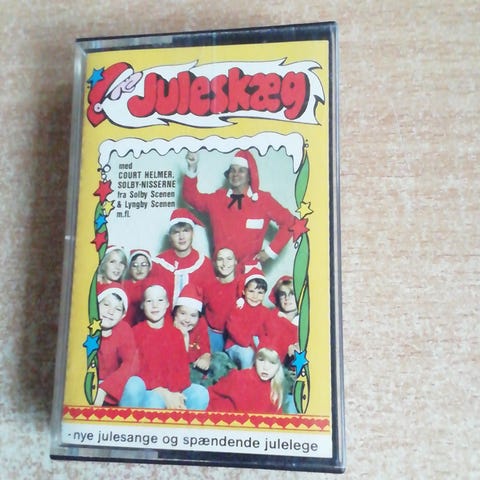 Juleskæg
med
COURT HELMER,
SOLBY-NISSERNE
fra Solby Scenen
& Lyngby Scenen
m.fl.
-nye julesange og spændende julelege